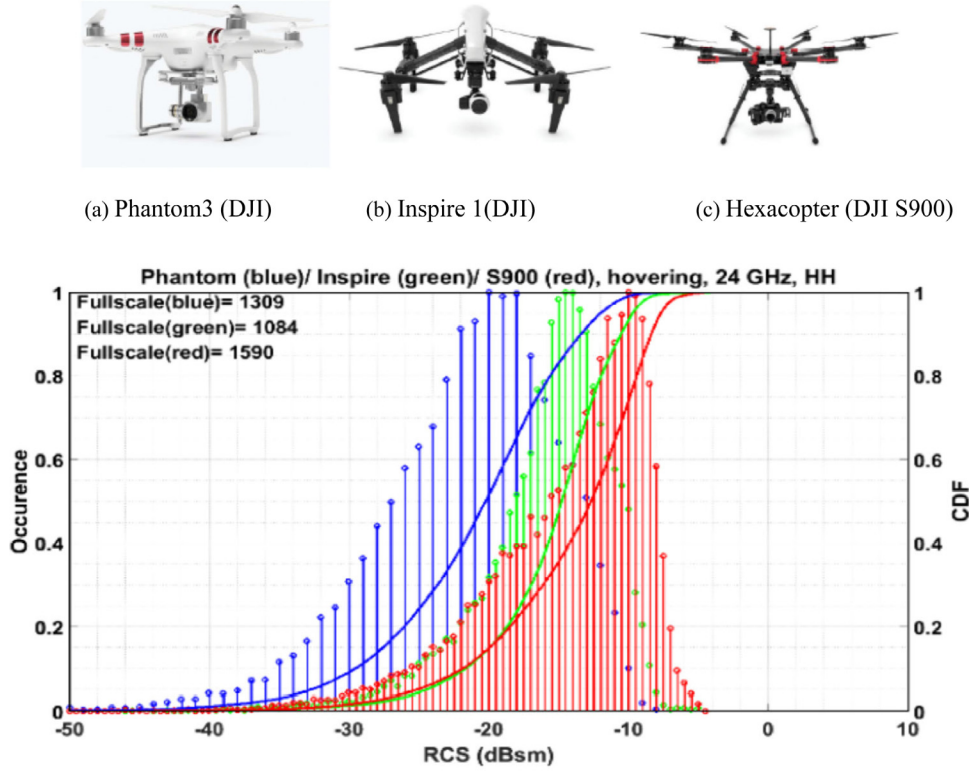 (a) Phantom3 (DJI)
(b) Inspire 1(DJI)
(c) Hexacopter (DJI S900)
Phantom (blue)/ Inspire (green)/ S900 (red), hovering, 24 GHz, HH
Fullscale(blue)= 1309
Fullscale(green)= 1084
Fullscale(red)= 1590
Occurence
1
0.8
0.6
0.4
0.2
0
CDF
1
0.8
0.6
0.4
0.2
0
-50
-40
-30
-20
-10
0
10
RCS (dBsm)